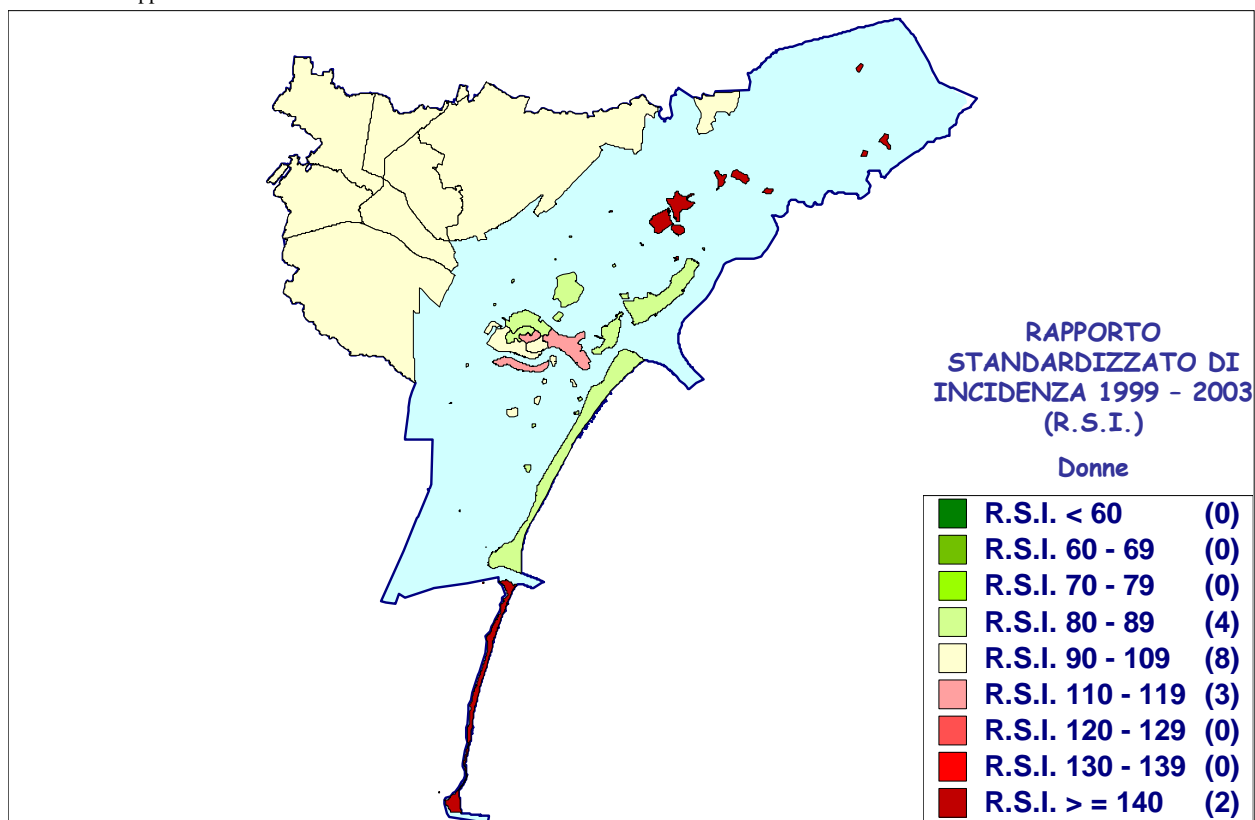 RAPPORTO
STANDARDIZZATO DI
INCIDENZA 1999 – 2003
(R.S.I.)
Donne
R.S.I. < 60 (0)
R.S.I. 60 - 69 (0)
R.S.I. 70 - 79 (0)
R.S.I. 80 - 89 (4)
R.S.I. 90 - 109 (8)
R.S.I. 110 - 119 (3)
R.S.I. 120 - 129 (0)
R.S.I. 130 - 139 (0)
R.S.I. > = 140 (2)